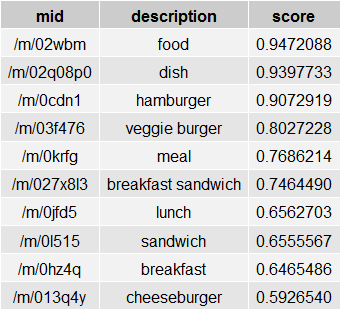 mid description score
/m/02wbm food 0.9472088
/m/02q08p0 dish 0.9397733
/m/0cdn1 hamburger 0.9072919
/m/03f476 veggie burger 0.8027228
/m/0krfg meal 0.7686214
/m/027x8l3 breakfast sandwich 0.7464490
/m/0jfd5 lunch 0.6562703
/m/0l515 sandwich 0.6555567
/m/0hz4q breakfast 0.6465486
/m/013q4y cheeseburger 0.5926540